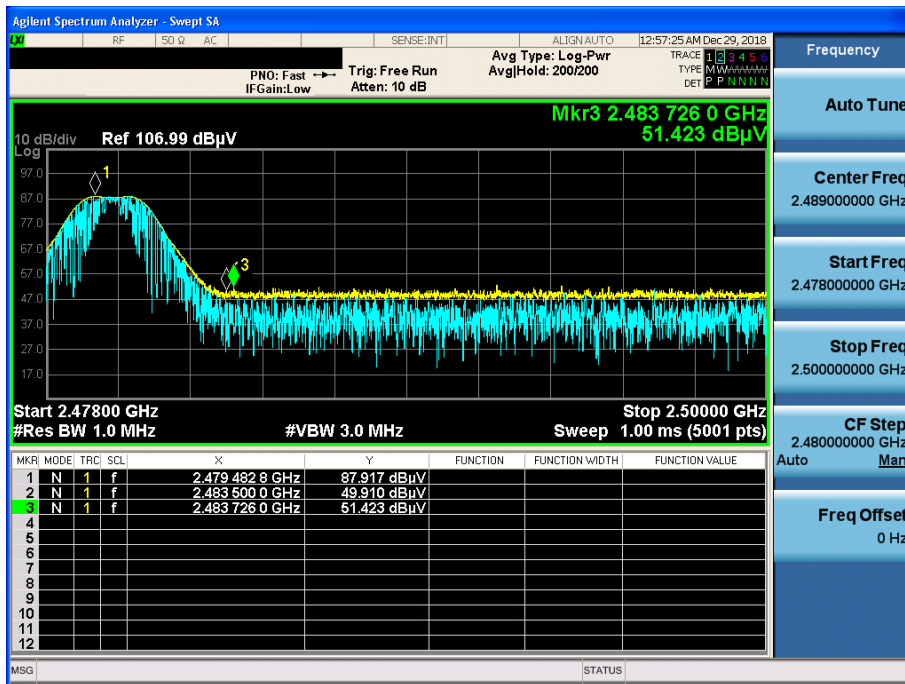 Agilent Spectrum Analyzer - Swept SA
LXI RF 50 Ω AC SENSE:INT ALIGN AUTO 12:57:25 AM Dec 29, 2018
PNO: Fast Trig: Free Run Avg Type: Log-Pwr TRACE 1 2 3 4 5 6
IFGain:Low Atten: 10 dB Avg|Hold: 200/200 TYPE M W W W W W
DET P P N N N N
Mkr3 2.483 726 0 GHz
51.423 dBµV
10 dB/div Ref 106.99 dBµV
Log
97.0
87.0
77.0
67.0
57.0
47.0
37.0
27.0
17.0
1
3
Start 2.47800 GHz Stop 2.50000 GHz
#Res BW 1.0 MHz #VBW 3.0 MHz Sweep 1.00 ms (5001 pts)
MKR MODE TRC SCL X Y FUNCTION FUNCTION WIDTH FUNCTION VALUE
1 N 1 f 2.479 482 8 GHz 87.917 dBµV
2 N 1 f 2.483 500 0 GHz 49.910 dBµV
3 N 1 f 2.483 726 0 GHz 51.423 dBµV
4
5
6
7
8
9
10
11
12
MSG STATUS
Frequency
Auto Tune
Center Freq
2.489000000 GHz
Start Freq
2.478000000 GHz
Stop Freq
2.500000000 GHz
CF Step
2.480000000 GHz
Auto Man
Freq Offset
0 Hz